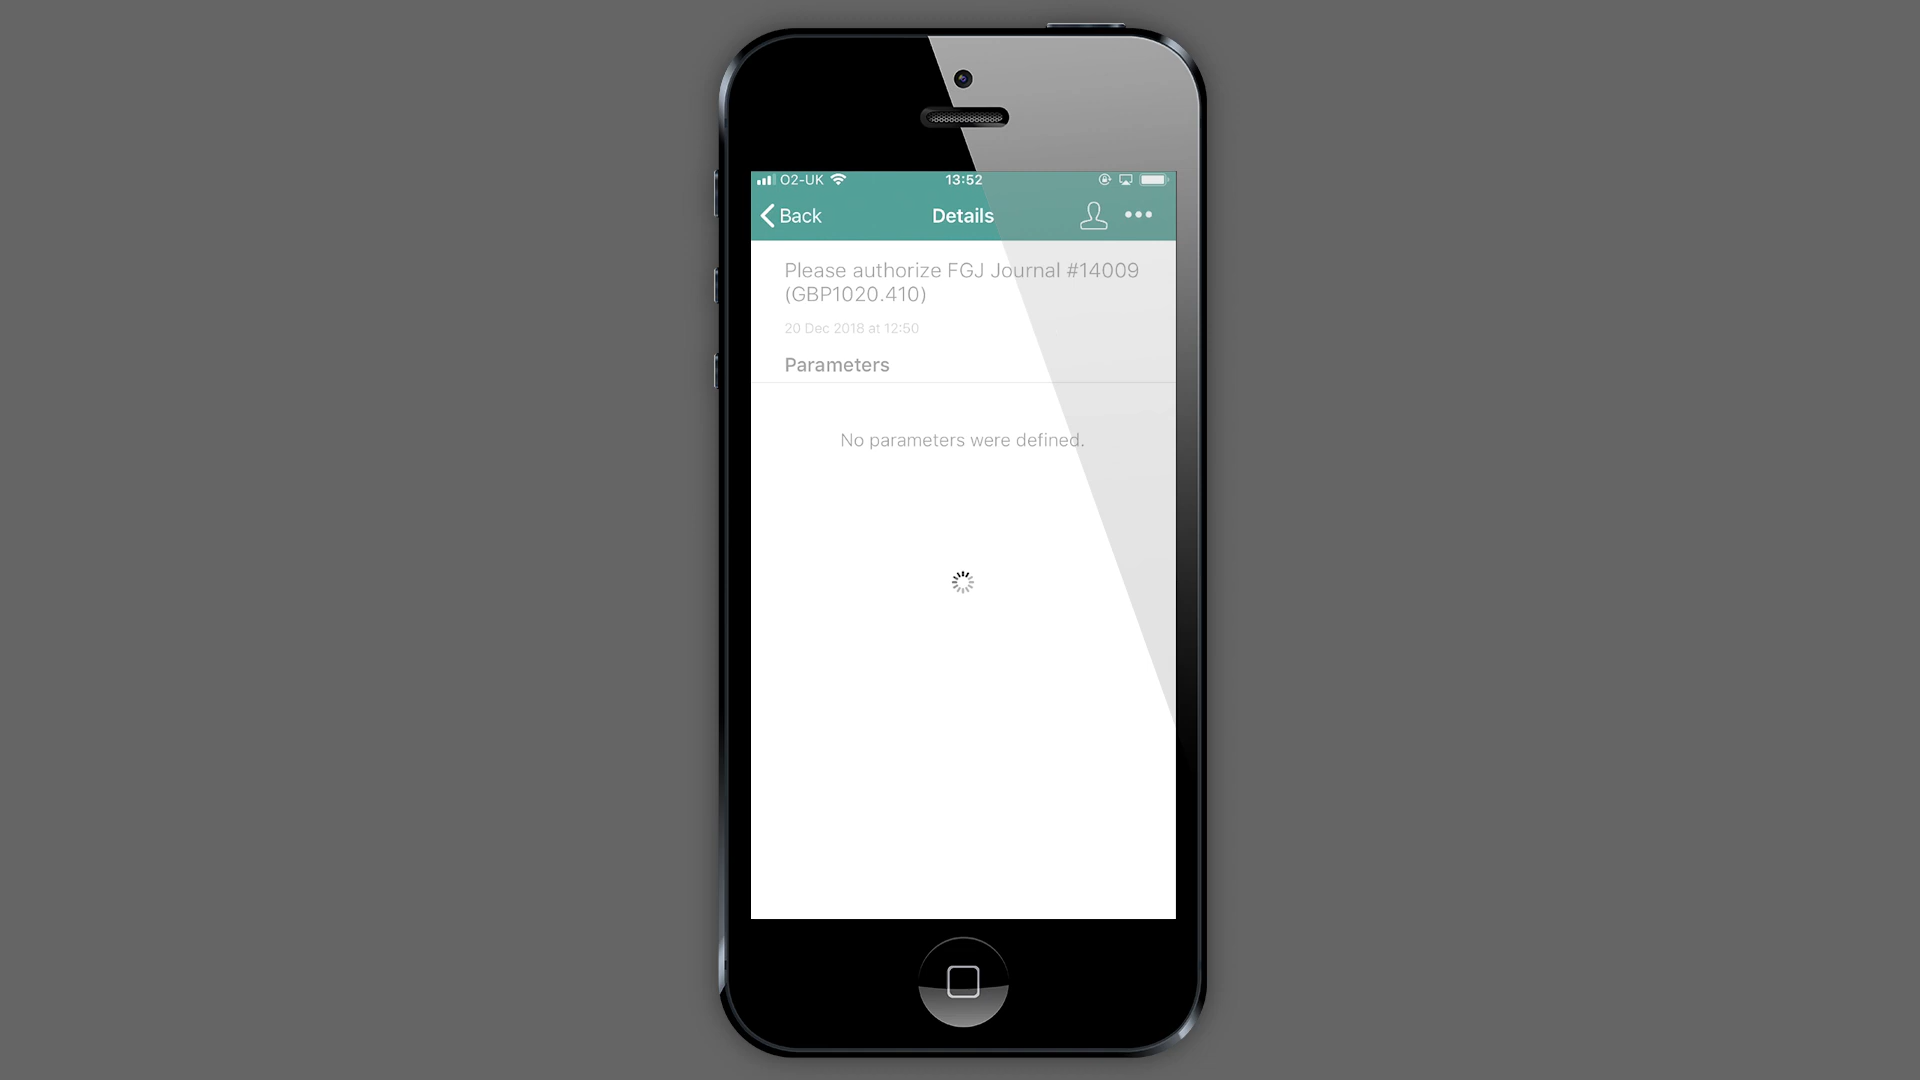 O2-UK
13:52
Back
Details
Please authorize FGJ Journal #14009
(GBP1020.410)
20 Dec 2018 at 12:50
Parameters
No parameters were defined.